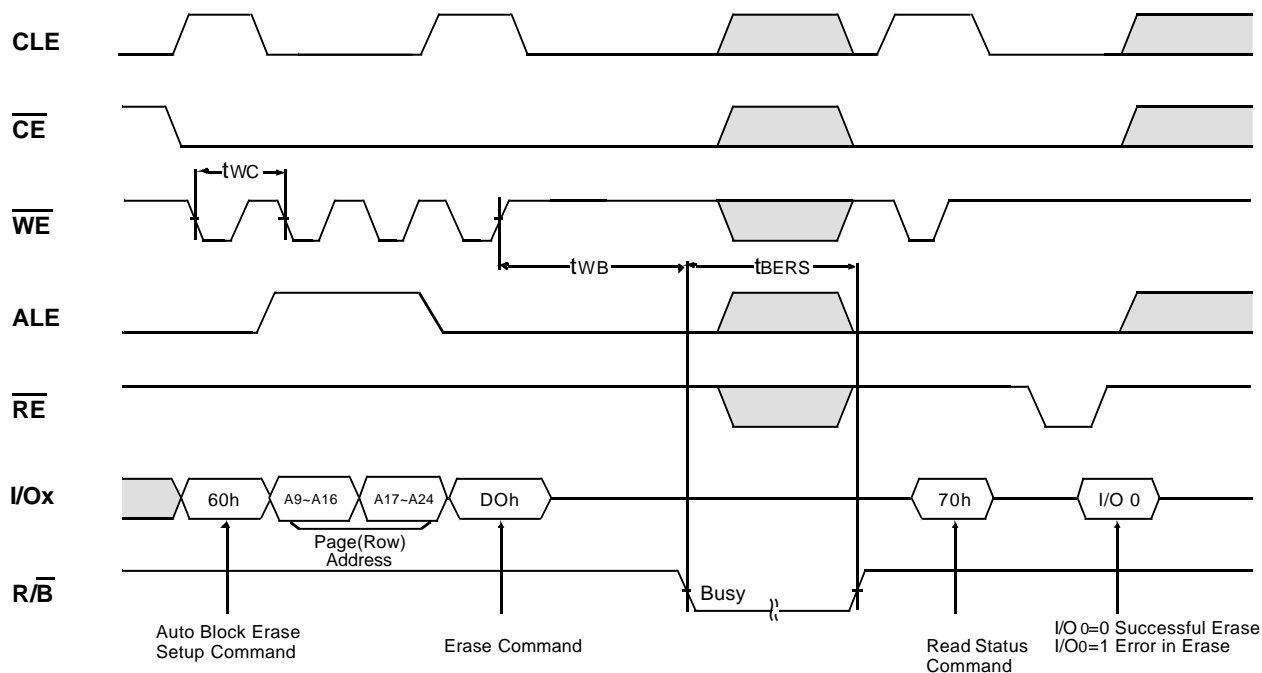 CLE
CE
tWC
WE
tWB
tBERS
ALE
RE
I/Ox
60h
A9~A16
A17~A24
DOh
70h
I/O 0
Page(Row)
Address
R/B
Busy
Auto Block Erase
Setup Command
Erase Command
Read Status
Command
I/O 0=0 Successful Erase
I/O0=1 Error in Erase